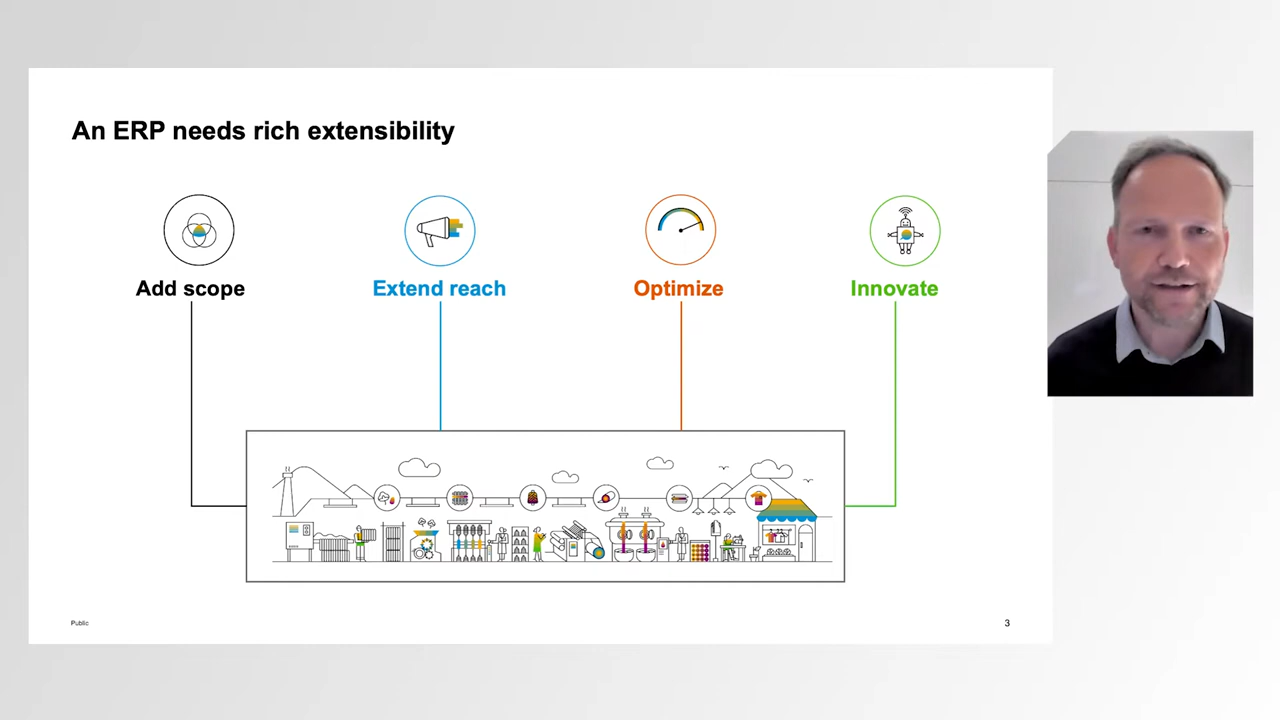 An ERP needs rich extensibility
Add scope
Extend reach
Optimize
Innovate
Public
3